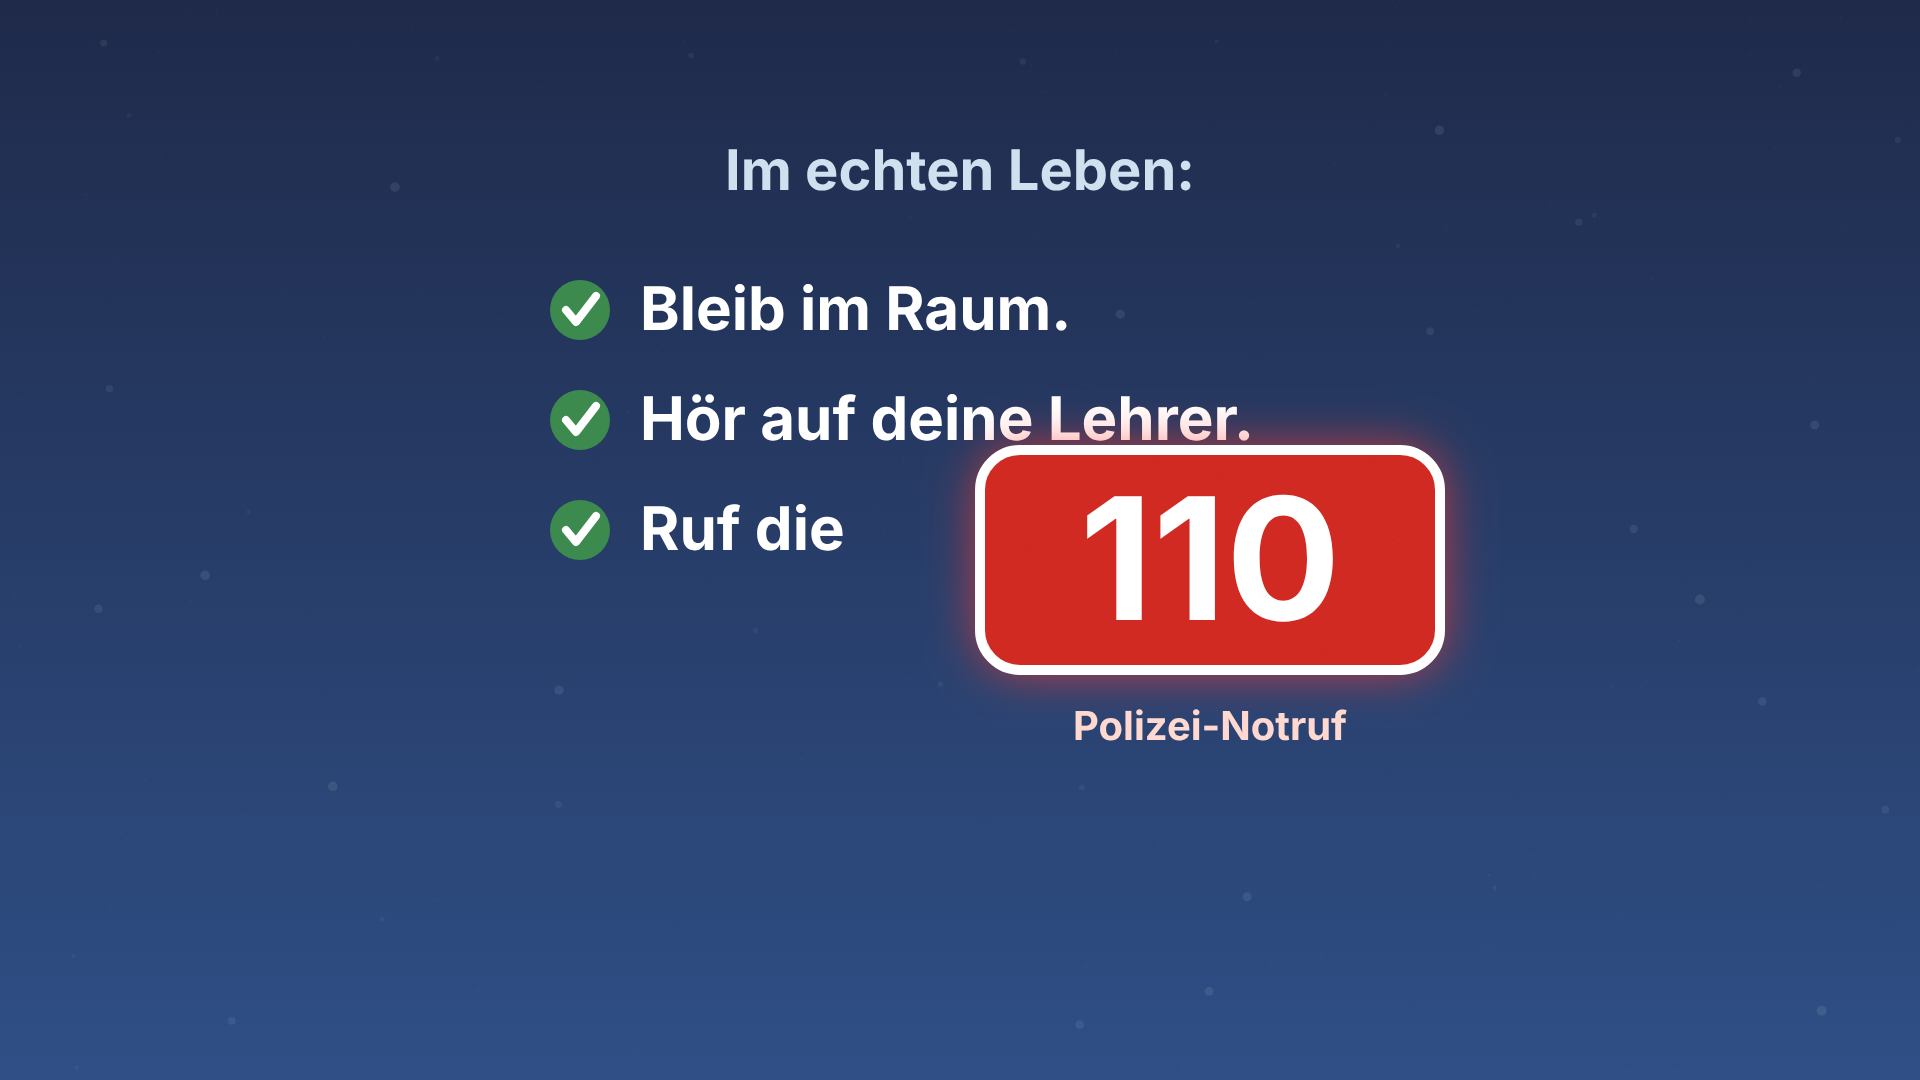 Im echten Leben:
Bleib im Raum.
Hör auf deine Lehrer.
Ruf die 110
Polizei-Notruf